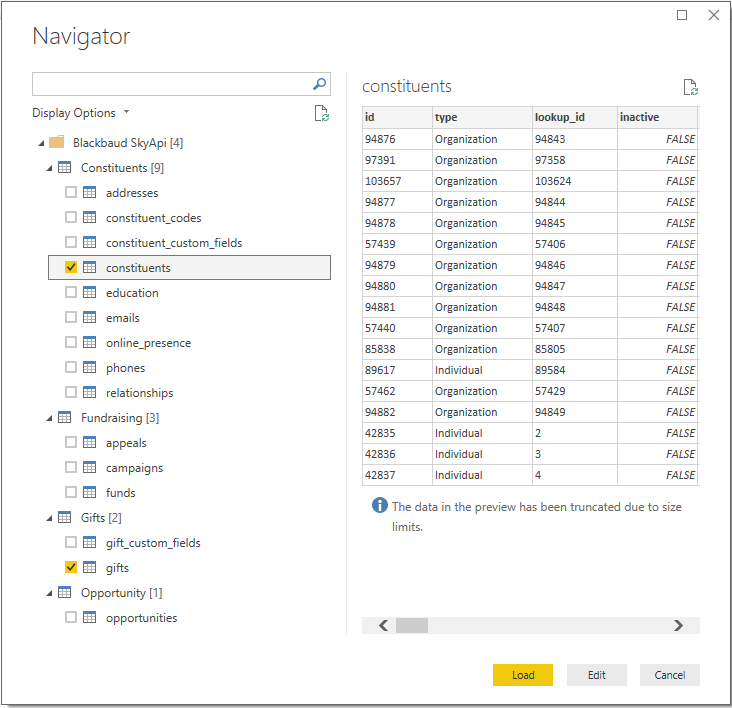 Navigator
Display Options
Blackbaud SkyApi [4]
Constituents [9]
addresses
constituent_codes
constituent_custom_fields
constituents
education
emails
online_presence
phones
relationships
Fundraising [3]
appeals
campaigns
funds
Gifts [2]
gift_custom_fields
gifts
Opportunity [1]
opportunities
constituents
id type lookup_id inactive
94876 Organization 94843 FALSE
97391 Organization 97358 FALSE
103657 Organization 103624 FALSE
94877 Organization 94844 FALSE
94878 Organization 94845 FALSE
57439 Organization 57406 FALSE
94879 Organization 94846 FALSE
94880 Organization 94847 FALSE
94881 Organization 94848 FALSE
57440 Organization 57407 FALSE
85838 Organization 85805 FALSE
89617 Individual 89584 FALSE
57462 Organization 57429 FALSE
94882 Organization 94849 FALSE
42835 Individual 2 FALSE
42836 Individual 3 FALSE
42837 Individual 4 FALSE
The data in the preview has been truncated due to size
limits.
Load Edit Cancel